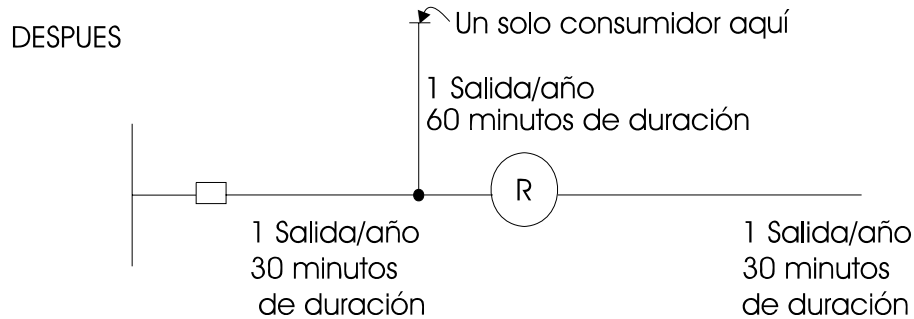 DESPUES
Un solo consumidor aquí
1 Salida/año
60 minutos de duración
R
1 Salida/año
30 minutos
de duración
1 Salida/año
30 minutos
de duración